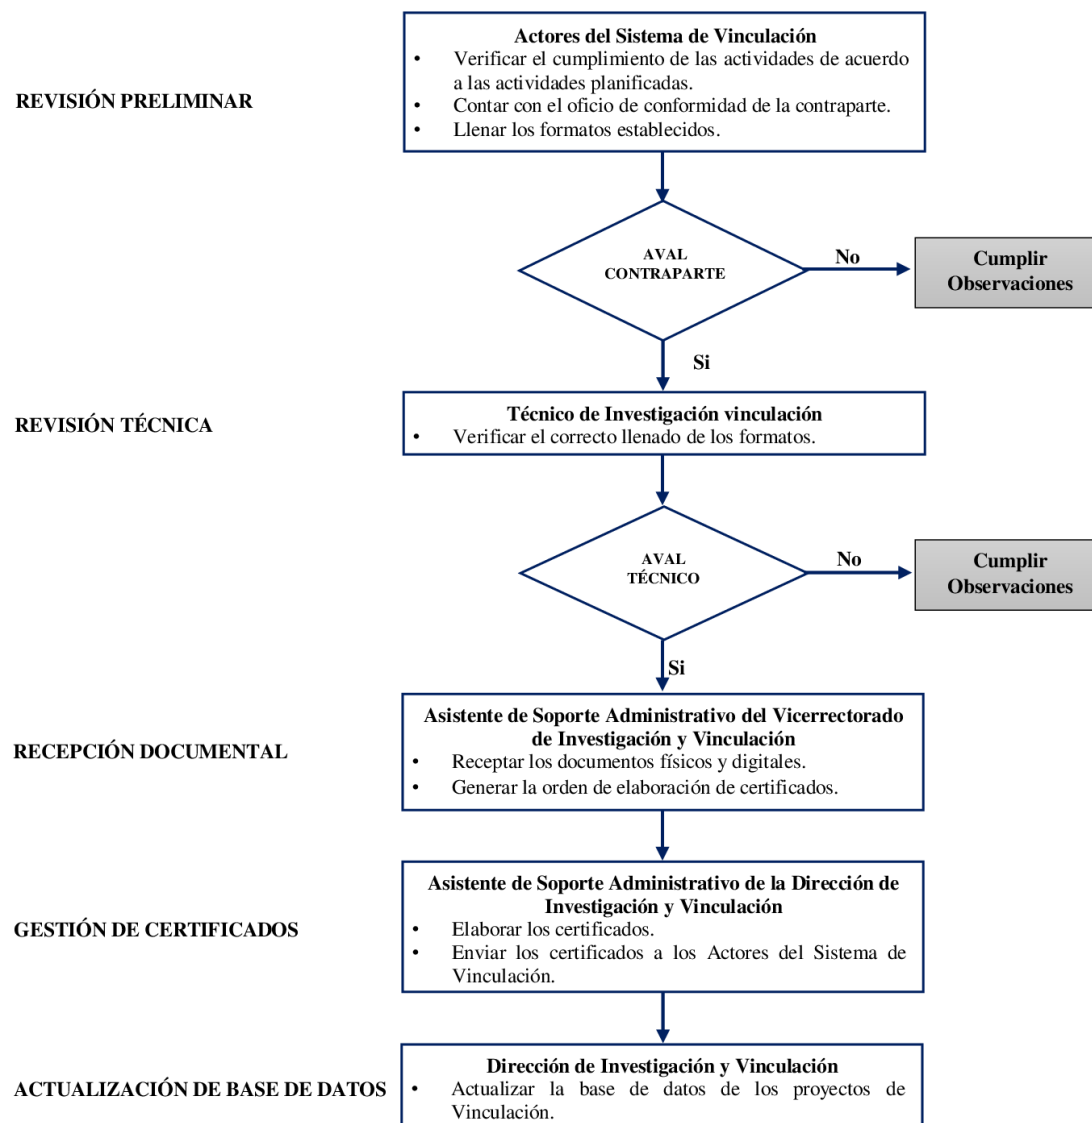 Actores del Sistema de Vinculación
• Verificar el cumplimiento de las actividades de acuerdo
a las actividades planificadas.
REVISIÓN PRELIMINAR
• Contar con el oficio de conformidad de la contraparte.
• Llenar los formatos establecidos.
AVAL
CONTRAPARTE
No
Cumplir
Observaciones
Si
REVISIÓN TÉCNICA
Técnico de Investigación vinculación
• Verificar el correcto llenado de los formatos.
AVAL
TÉCNICO
No
Cumplir
Observaciones
Si
RECEPCIÓN DOCUMENTAL
Asistente de Soporte Administrativo del Vicerrectorado
de Investigación y Vinculación
• Receptar los documentos físicos y digitales.
• Generar la orden de elaboración de certificados.
GESTIÓN DE CERTIFICADOS
Asistente de Soporte Administrativo de la Dirección de
Investigación y Vinculación
• Elaborar los certificados.
• Enviar los certificados a los Actores del Sistema de
Vinculación.
ACTUALIZACIÓN DE BASE DE DATOS
Dirección de Investigación y Vinculación
• Actualizar la base de datos de los proyectos de
Vinculación.